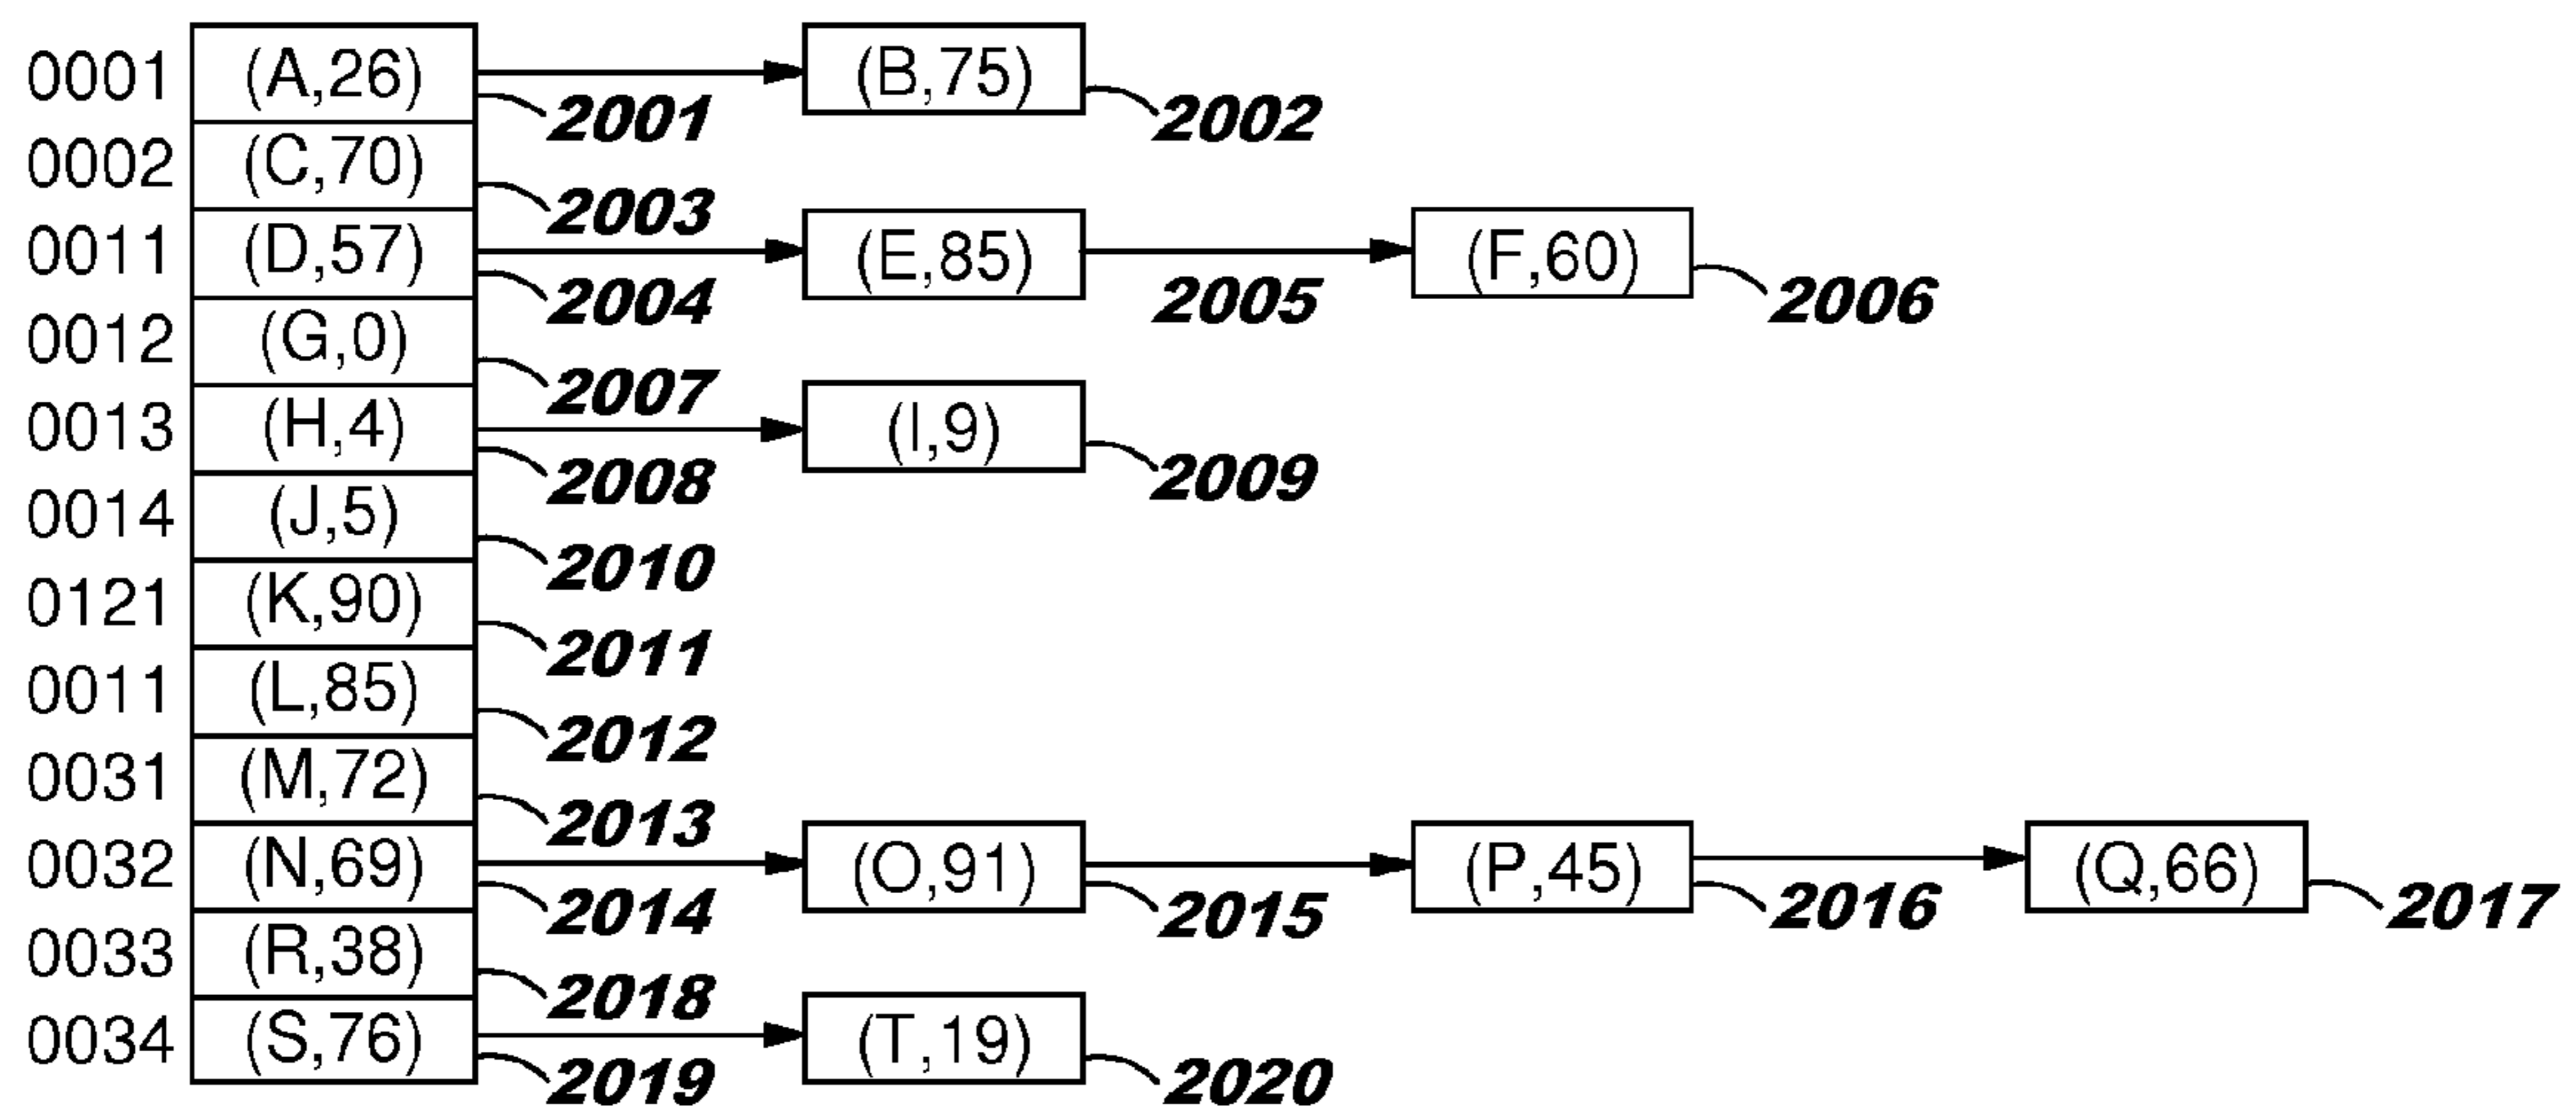 0001 (A,26) 2001 (B,75) 2002
0002 (C,70) 2003
0011 (D,57) 2004 (E,85) 2005 (F,60) 2006
0012 (G,0) 2007
0013 (H,4) 2008 (I,9) 2009
0014 (J,5) 2010
0121 (K,90) 2011
0011 (L,85) 2012
0031 (M,72) 2013
0032 (N,69) 2014 (O,91) 2015 (P,45) 2016 (Q,66) 2017
0033 (R,38) 2018
0034 (S,76) 2019 (T,19) 2020